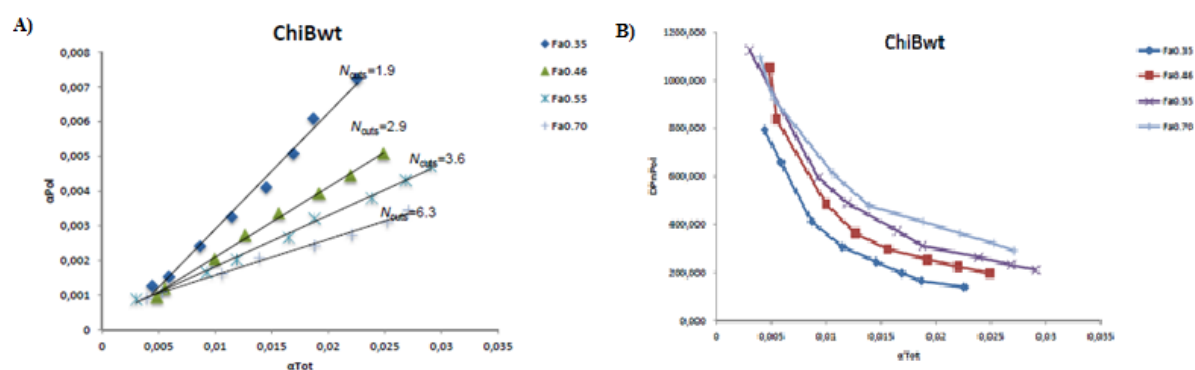 A)
ChiBwt
0,008
0,007
0,006
0,005
0,004
0,003
0,002
0,001
0
αPol
Ncuts=1.9
Ncuts=2.9
Ncuts=3.6
Ncuts=6.3
0
0,005
0,01
0,015
0,02
0,025
0,03
0,035
αTot
Fa0.35
Fa0.46
Fa0.55
Fa0.70
B)
ChiBwt
1200,000
1000,000
800,000
600,000
400,000
200,000
0,000
DPnPol
0
0,005
0,01
0,015
0,02
0,025
0,03
0,035
αTot
Fa0.35
Fa0.46
Fa0.55
Fa0.70